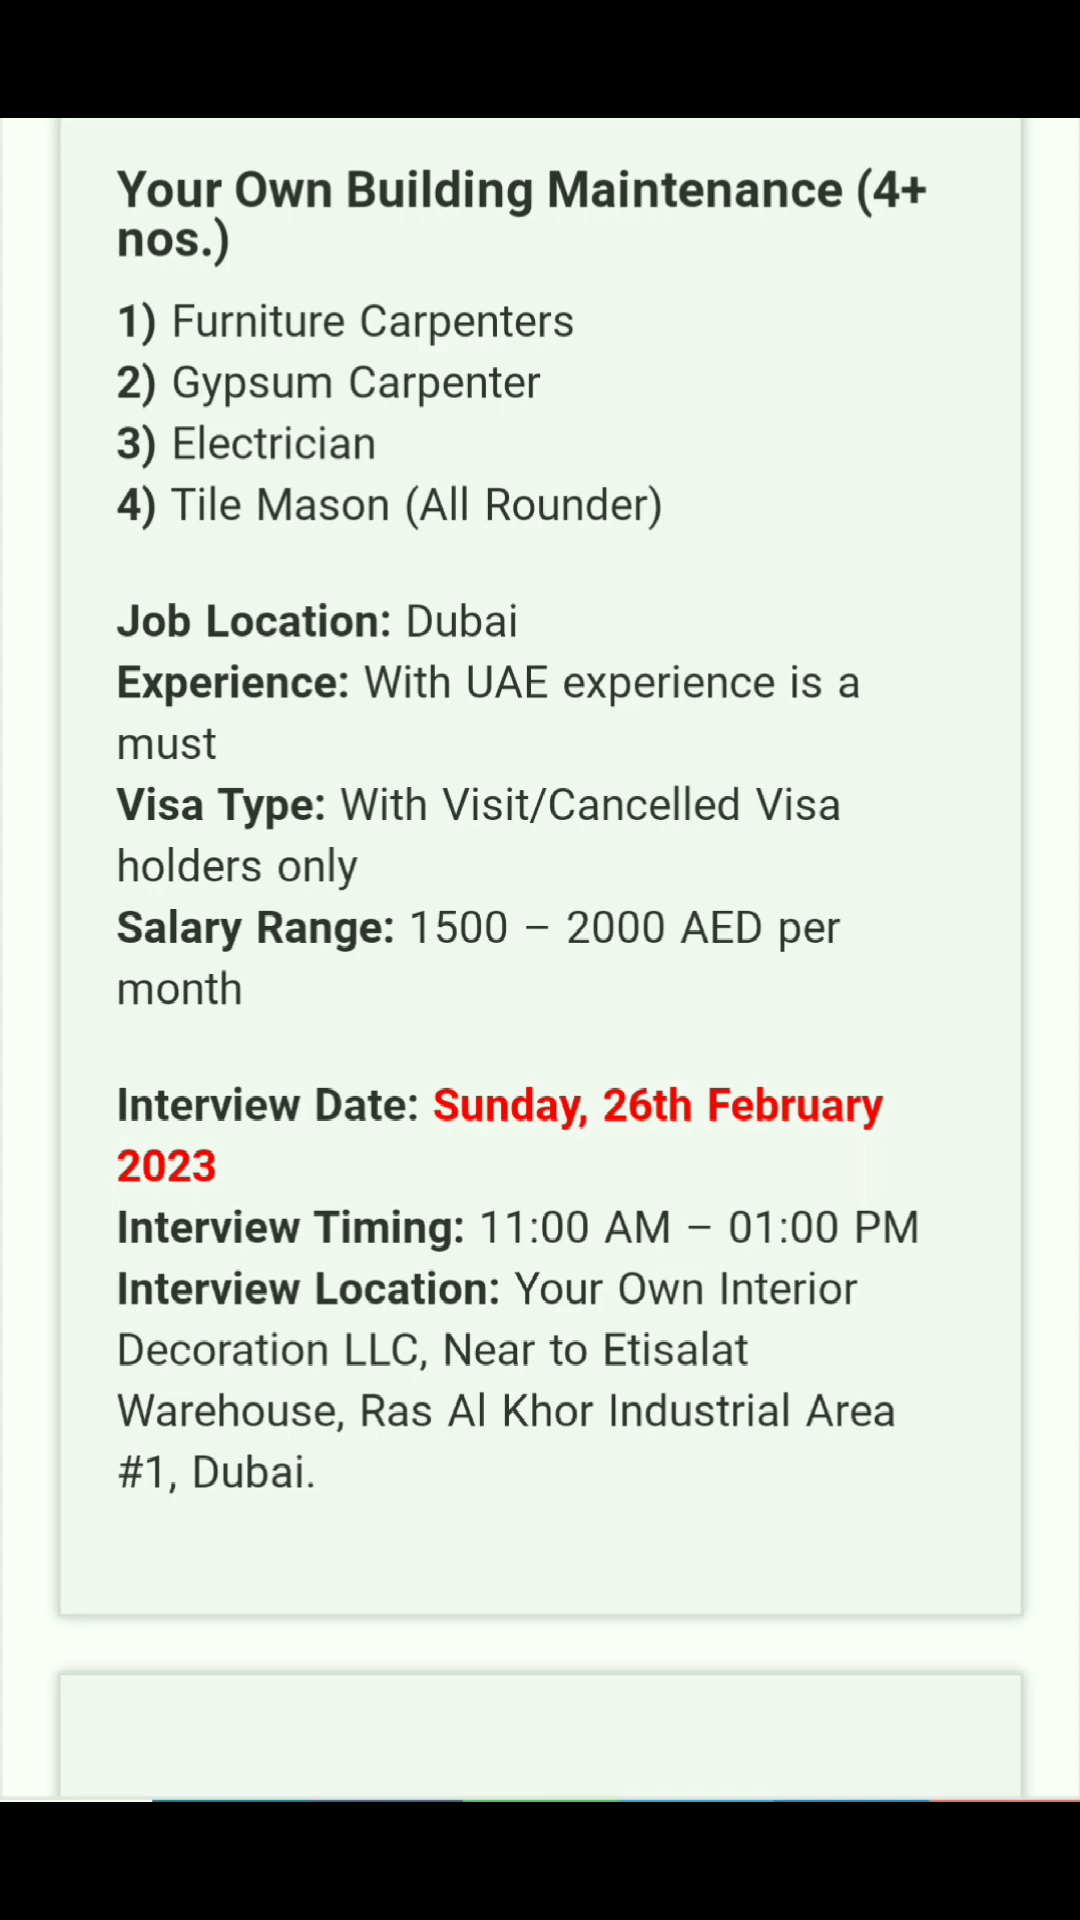 Your Own Building Maintenance (4+
nos.)
1) Furniture Carpenters
2) Gypsum Carpenter
3) Electrician
4) Tile Mason (All Rounder)
Job Location: Dubai
Experience: With UAE experience is a
must
Visa Type: With Visit/Cancelled Visa
holders only
Salary Range: 1500 – 2000 AED per
month
Interview Date: Sunday, 26th February
2023
Interview Timing: 11:00 AM – 01:00 PM
Interview Location: Your Own Interior
Decoration LLC, Near to Etisalat
Warehouse, Ras Al Khor Industrial Area
#1, Dubai.